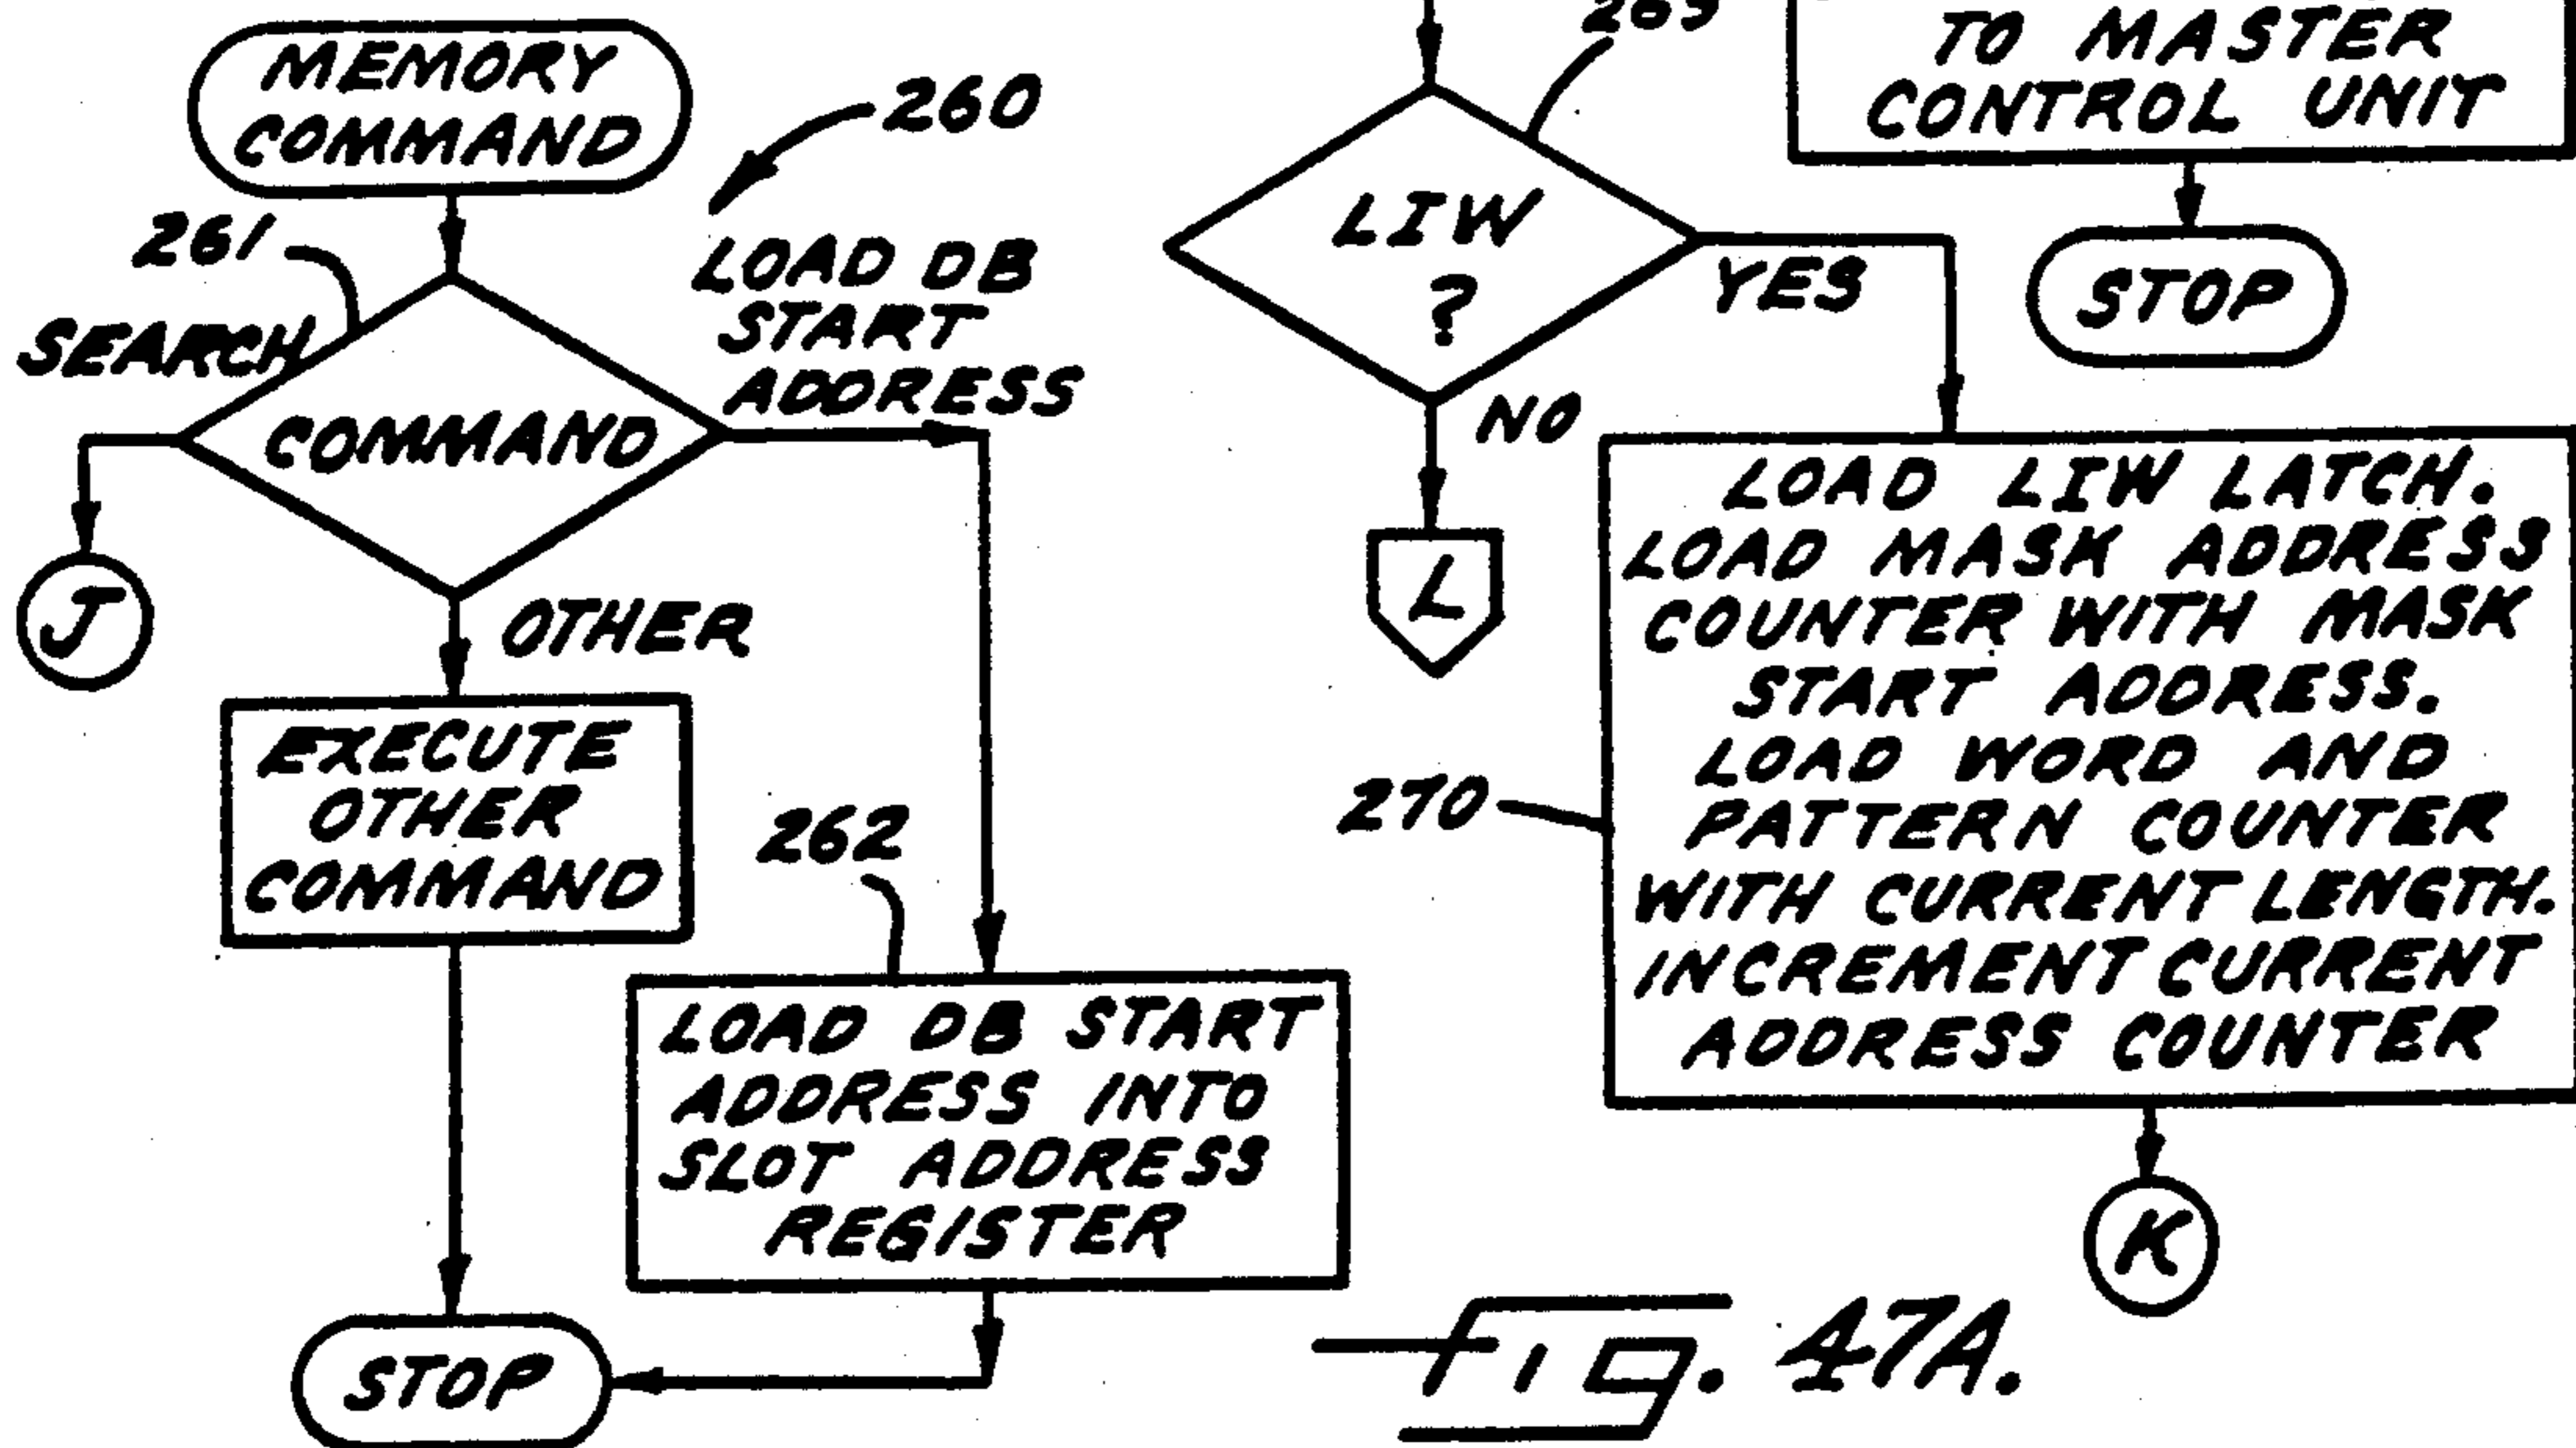 MEMORY
COMMAND
260
261
SEARCH
COMMAND
LOAD DB
START
ADDRESS
J
OTHER
EXECUTE
OTHER
COMMAND
262
LOAD DB START
ADDRESS INTO
SLOT ADDRESS
REGISTER
STOP
LIW
?
YES
NO
L
TO MASTER
CONTROL UNIT
STOP
270
LOAD LIW LATCH.
LOAD MASK ADDRESS
COUNTER WITH MASK
START ADDRESS.
LOAD WORD AND
PATTERN COUNTER
WITH CURRENT LENGTH.
INCREMENT CURRENT
ADDRESS COUNTER
K
Fig. 47A.